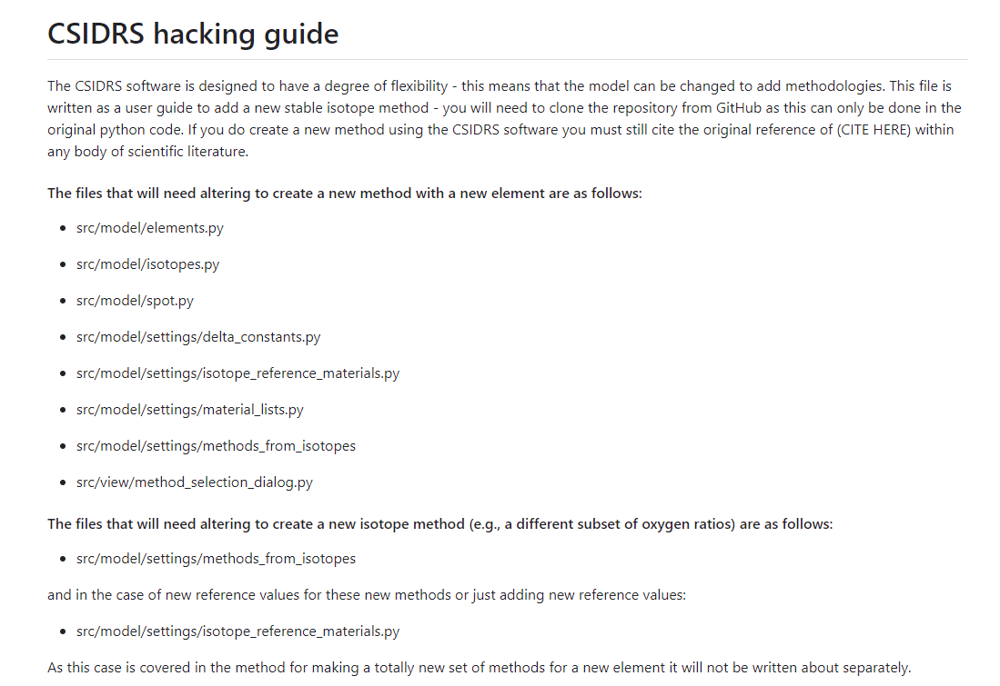 CSIDRS hacking guide
The CSIDRS software is designed to have a degree of flexibility - this means that the model can be changed to add methodologies. This file is
written as a user guide to add a new stable isotope method - you will need to clone the repository from GitHub as this can only be done in the
original python code. If you do create a new method using the CSIDRS software you must still cite the original reference of (CITE HERE) within
any body of scientific literature.
The files that will need altering to create a new method with a new element are as follows:
• src/model/elements.py
• src/model/isotopes.py
• src/model/spot.py
• src/model/settings/delta_constants.py
• src/model/settings/isotope_reference_materials.py
• src/model/settings/material_lists.py
• src/model/settings/methods_from_isotopes
• src/view/method_selection_dialog.py
The files that will need altering to create a new isotope method (e.g., a different subset of oxygen ratios) are as follows:
• src/model/settings/methods_from_isotopes
and in the case of new reference values for these new methods or just adding new reference values:
• src/model/settings/isotope_reference_materials.py
As this case is covered in the method for making a totally new set of methods for a new element it will not be written about separately.